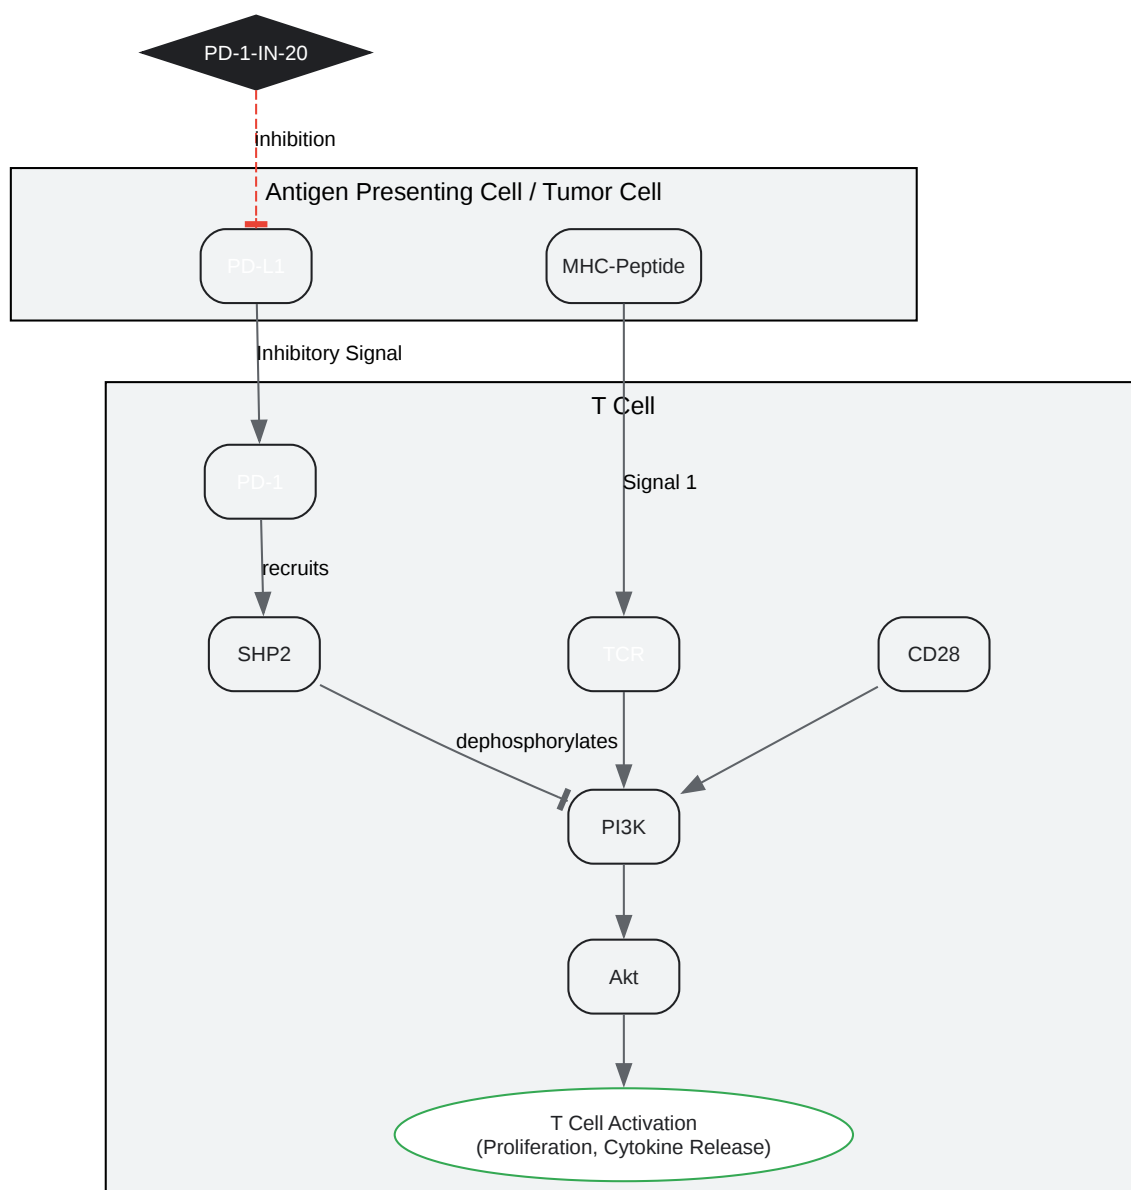 PD-1-IN-20
Inhibition
Antigen Presenting Cell / Tumor Cell
PD-L1
MHC-Peptide
Inhibitory Signal
T Cell
PD-1
Signal 1
recruits
SHP2
TCR
CD28
dephosphorylates
PI3K
Akt
T Cell Activation
(Proliferation, Cytokine Release)